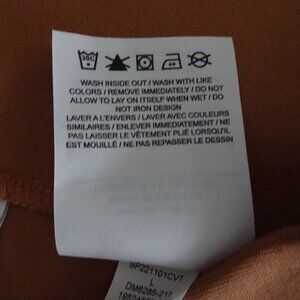 30C
WASH INSIDE OUT / WASH WITH LIKE
COLORS / REMOVE IMMEDIATELY / DO NOT
ALLOW TO LAY ON ITSELF WHEN WET / DO
NOT IRON DESIGN
LAVER A L'ENVERS / LAVER AVEC COULEURS
SIMILAIRES / ENLEVER IMMEDIATEMENT / NE
PAS LAISSER LE VÊTEMENT PLIÉ LORSQU'IL
EST MOUILLÉ / NE PAS REPASSER LE DESSIN
SP221101CVT
L